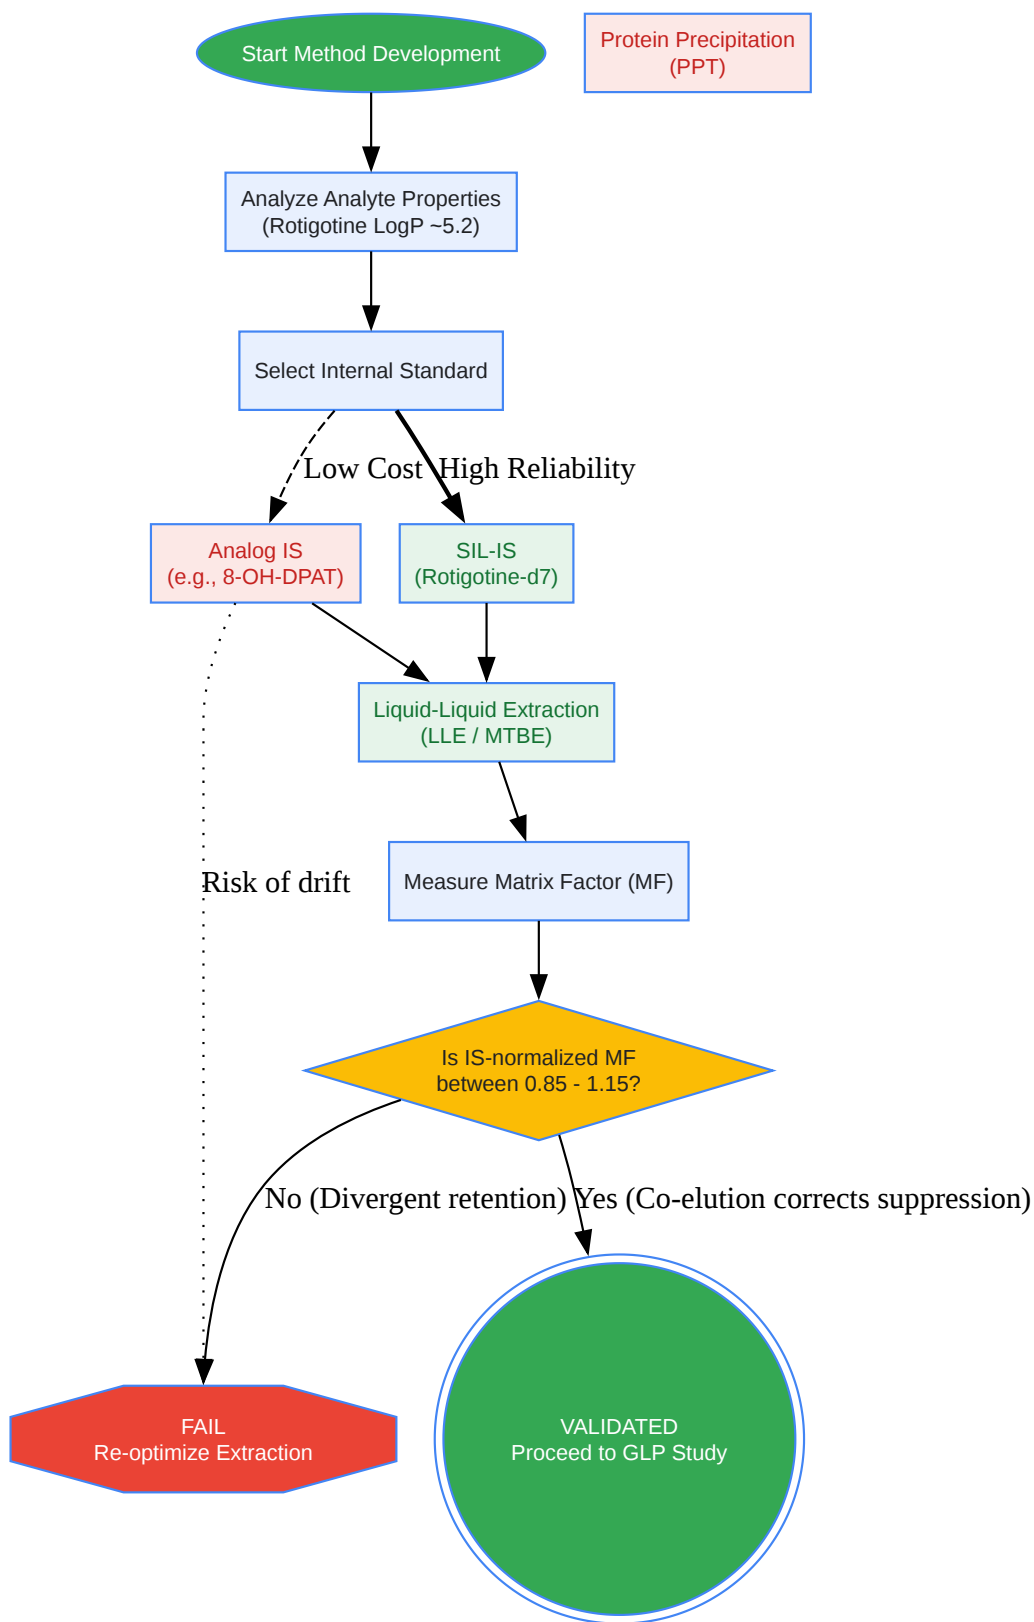 Start Method Development
Protein Precipitation
(PPT)
Analyze Analyte Properties
(Rotigotine LogP ~5.2)
Select Internal Standard
Low Cost
High Reliability
Analog IS
(e.g., 8-OH-DPAT)
SIL-IS
(Rotigotine-d7)
Liquid-Liquid Extraction
(LLE / MTBE)
Risk of drift
Measure Matrix Factor (MF)
Is IS-normalized MF
between 0.85 - 1.15?
No (Divergent retention)
Yes (Co-elution corrects suppression)
FAIL
Re-optimize Extraction
VALIDATED
Proceed to GLP Study